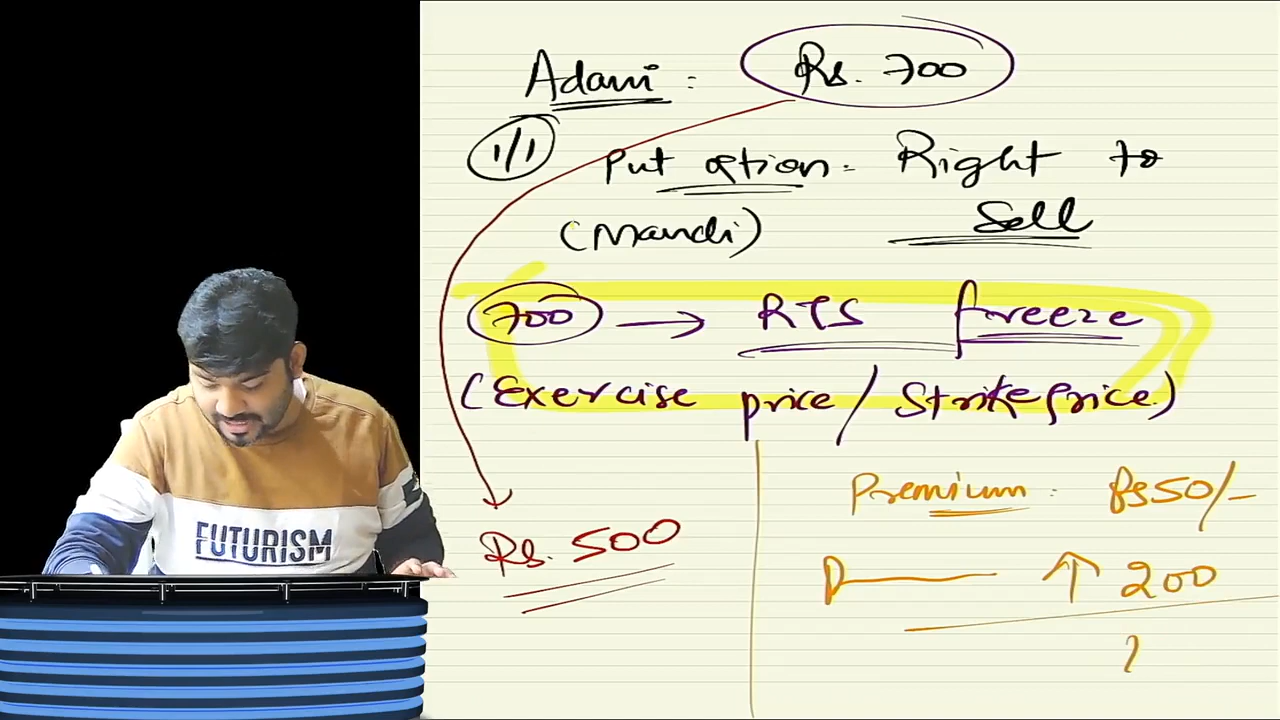 Adani : Rs. 700
1/1
Put option = Right to
(Mandi) Sell
700 → RTS freeze
(Exercise price / Strike price)
Premium : Rs 50/-
Rs. 500
↑ 200
FUTURISM